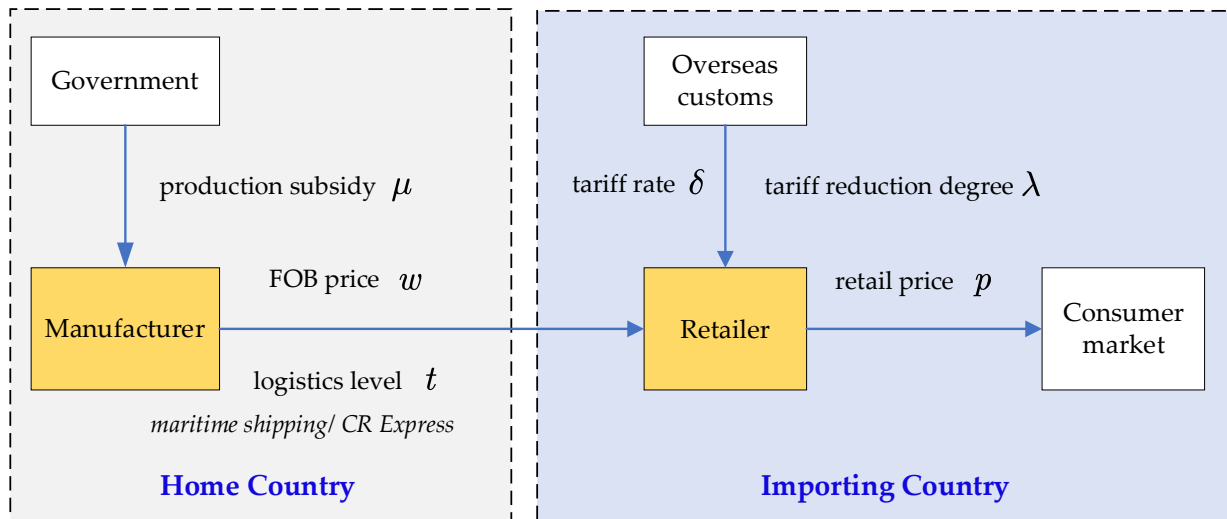 Government
Overseas
customs
production subsidy μ
tariff rate δ
tariff reduction degree λ
FOB price w
retail price p
Manufacturer
Retailer
Consumer
market
logistics level t
maritime shipping/ CR Express
Home Country
Importing Country